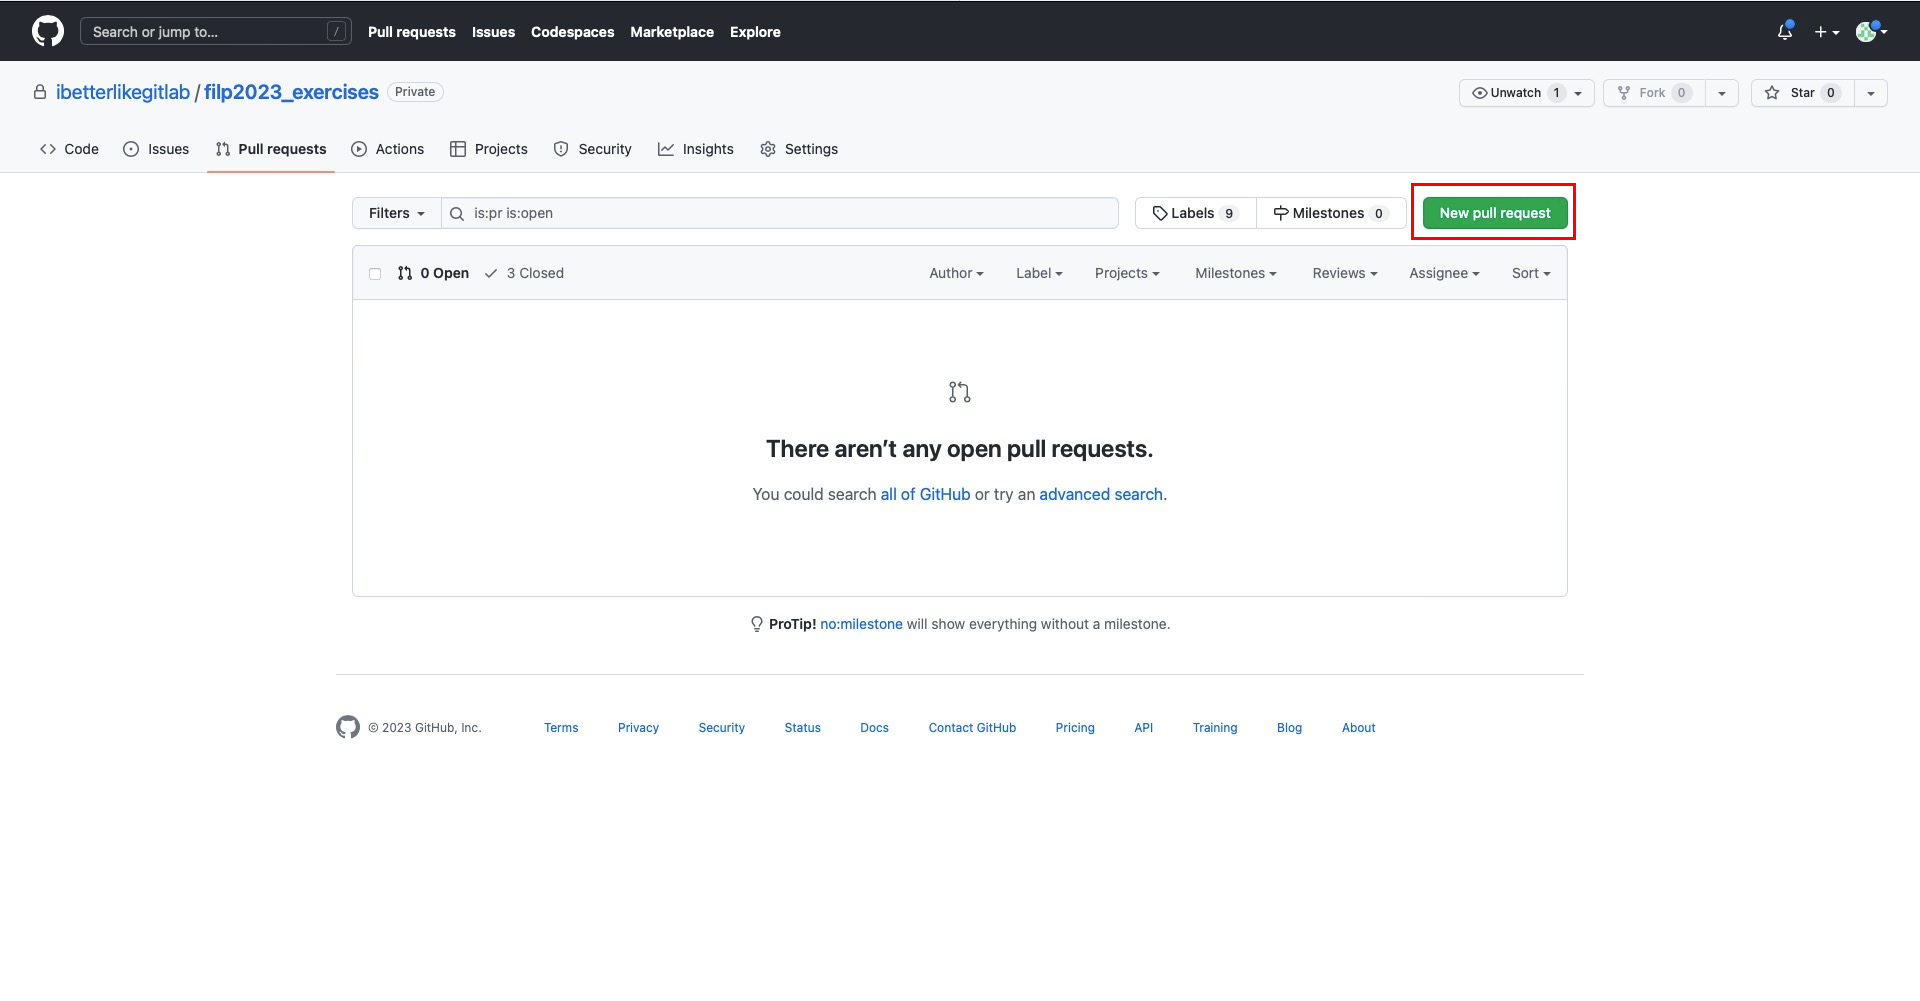 Search or jump to... / Pull requests Issues Codespaces Marketplace Explore
ibetterlikegitlab / filp2023_exercises Private Unwatch 1 Fork 0 Star 0
Code Issues Pull requests Actions Projects Security Insights Settings
Filters is:pr is:open Labels 9 Milestones 0 New pull request
0 Open 3 Closed Author Label Projects Milestones Reviews Assignee Sort
There aren’t any open pull requests.
You could search all of GitHub or try an advanced search.
ProTip! no:milestone will show everything without a milestone.
© 2023 GitHub, Inc. Terms Privacy Security Status Docs Contact GitHub Pricing API Training Blog About